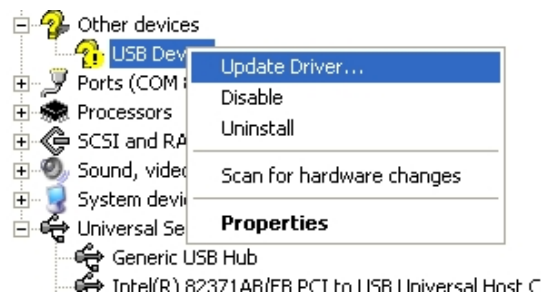 Other devices
USB Dev
Update Driver...
Ports (COM
Disable
Processors
Uninstall
SCSI and RA
Sound, video
Scan for hardware changes
System devi
Properties
Universal Se
Generic USB Hub
Intel(R) 82371AB/EB PCI to USB Universal Host C